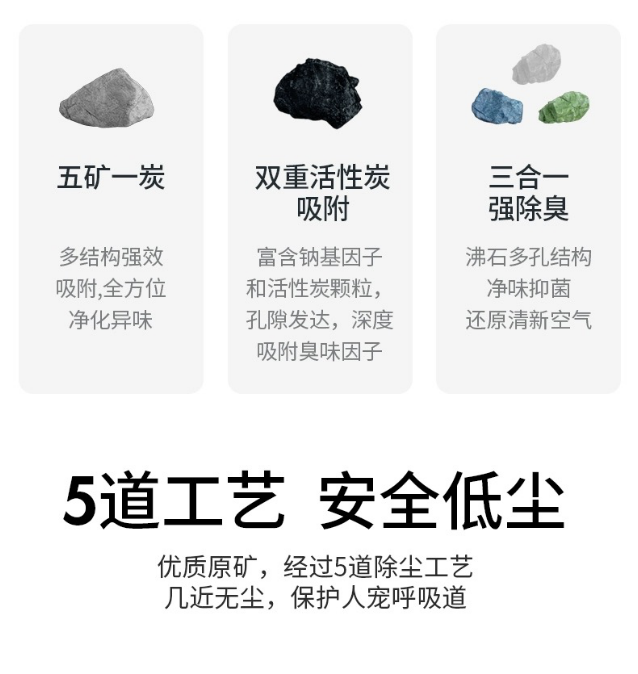 五矿一炭
多结构强效
吸附,全方位
净化异味
双重活性炭
吸附
富含钠基因子
和活性炭颗粒，
孔隙发达，深度
吸附臭味因子
三合一
强除臭
沸石多孔结构
净味抑菌
还原清新空气
5道工艺 安全低尘
优质原矿，经过5道除尘工艺
几近无尘，保护人宠呼吸道